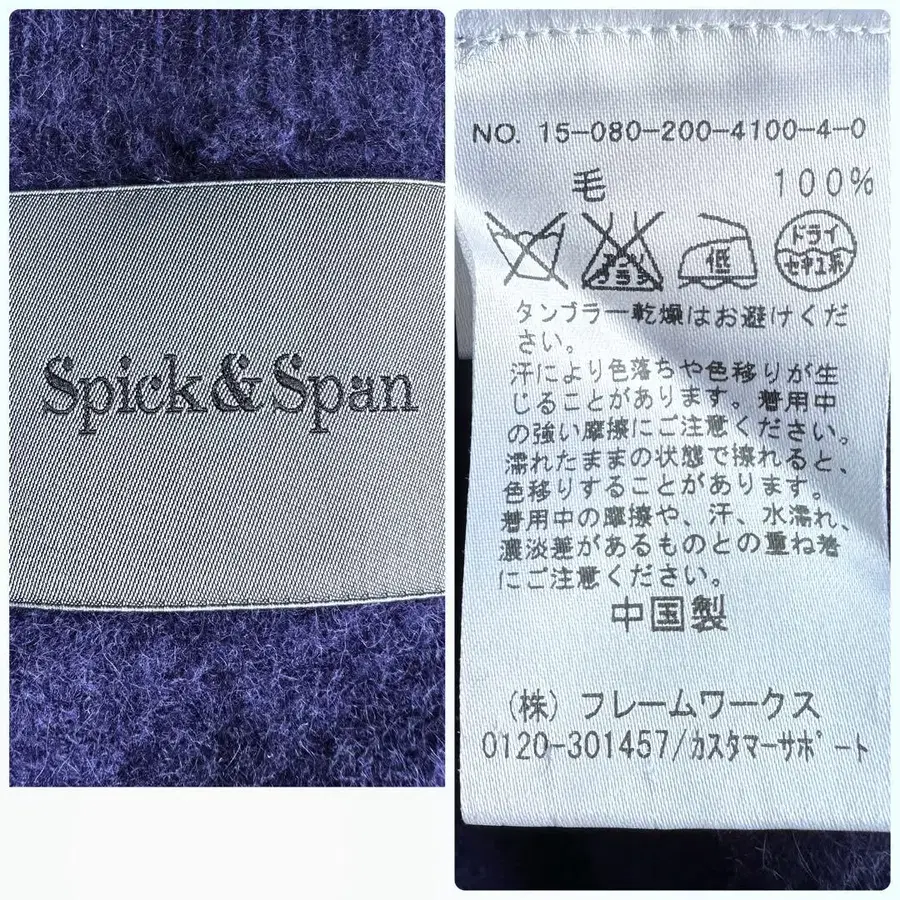 Spick&Span
NO. 15-080-200-4100-4-0
毛 100%
エンソ
フラク
低
ドライ
セキユ系
タンブラー乾燥はお避けくだ
さい。
汗により色落ちや色移りが生
じることがあります。着用中
の強い摩擦にご注意ください。
濡れたままの状態で擦れると、
色移りすることがあります。
着用中の摩擦や、汗、水濡れ、
濃淡差があるものとの重ね着
にご注意ください。
中国製
(株)フレームワークス
0120-301457/カスタマーサポート